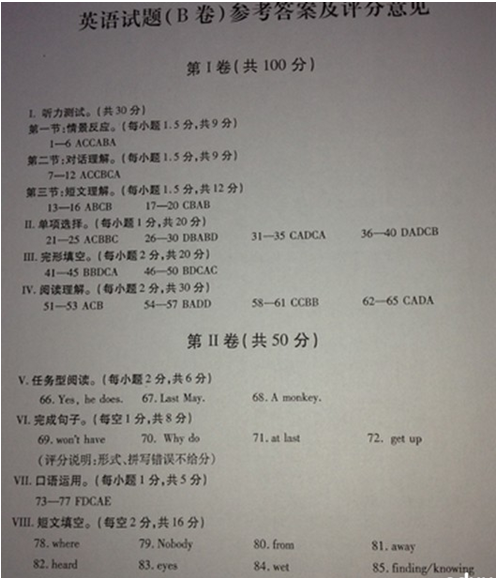 英语试题(B卷)参考答案及评分意见
第Ⅰ卷(共100分)
I. 听力测试。(共30分)
第一节:情景反应。(每小题1.5分,共9分)
1—6 ACCABA
第二节:对话理解。(每小题1.5分,共9分)
7—12 ACCBCA
第三节:短文理解。(每小题1.5分,共12分)
13—16 ABCB 17—20 CBAB
II. 单项选择。(每小题1分,共20分)
21—25 ACBBC 26—30 DBABD 31—35 CADCA 36—40 DADCB
III. 完形填空。(每小题2分,共20分)
41—45 BBDCA 46—50 BDCAC
IV. 阅读理解。(每小题2分,共30分)
51—53 ACB 54—57 BADD 58—61 CCBB 62—65 CADA
第Ⅱ卷(共50分)
V. 任务型阅读。(每小题2分,共6分)
66. Yes, he does. 67. Last May. 68. A monkey.
VI. 完成句子。(每空1分,共8分)
69. won't have 70. Why do 71. at last 72. get up
(评分说明:形式、拼写错误不给分)
VII. 口语运用。(每小题1分,共5分)
73—77 FDCAE
VIII. 短文填空。(每空2分,共16分)
78. where 79. Nobody 80. from 81. away
82. heard 83. eyes 84. wet 85. finding/knowing